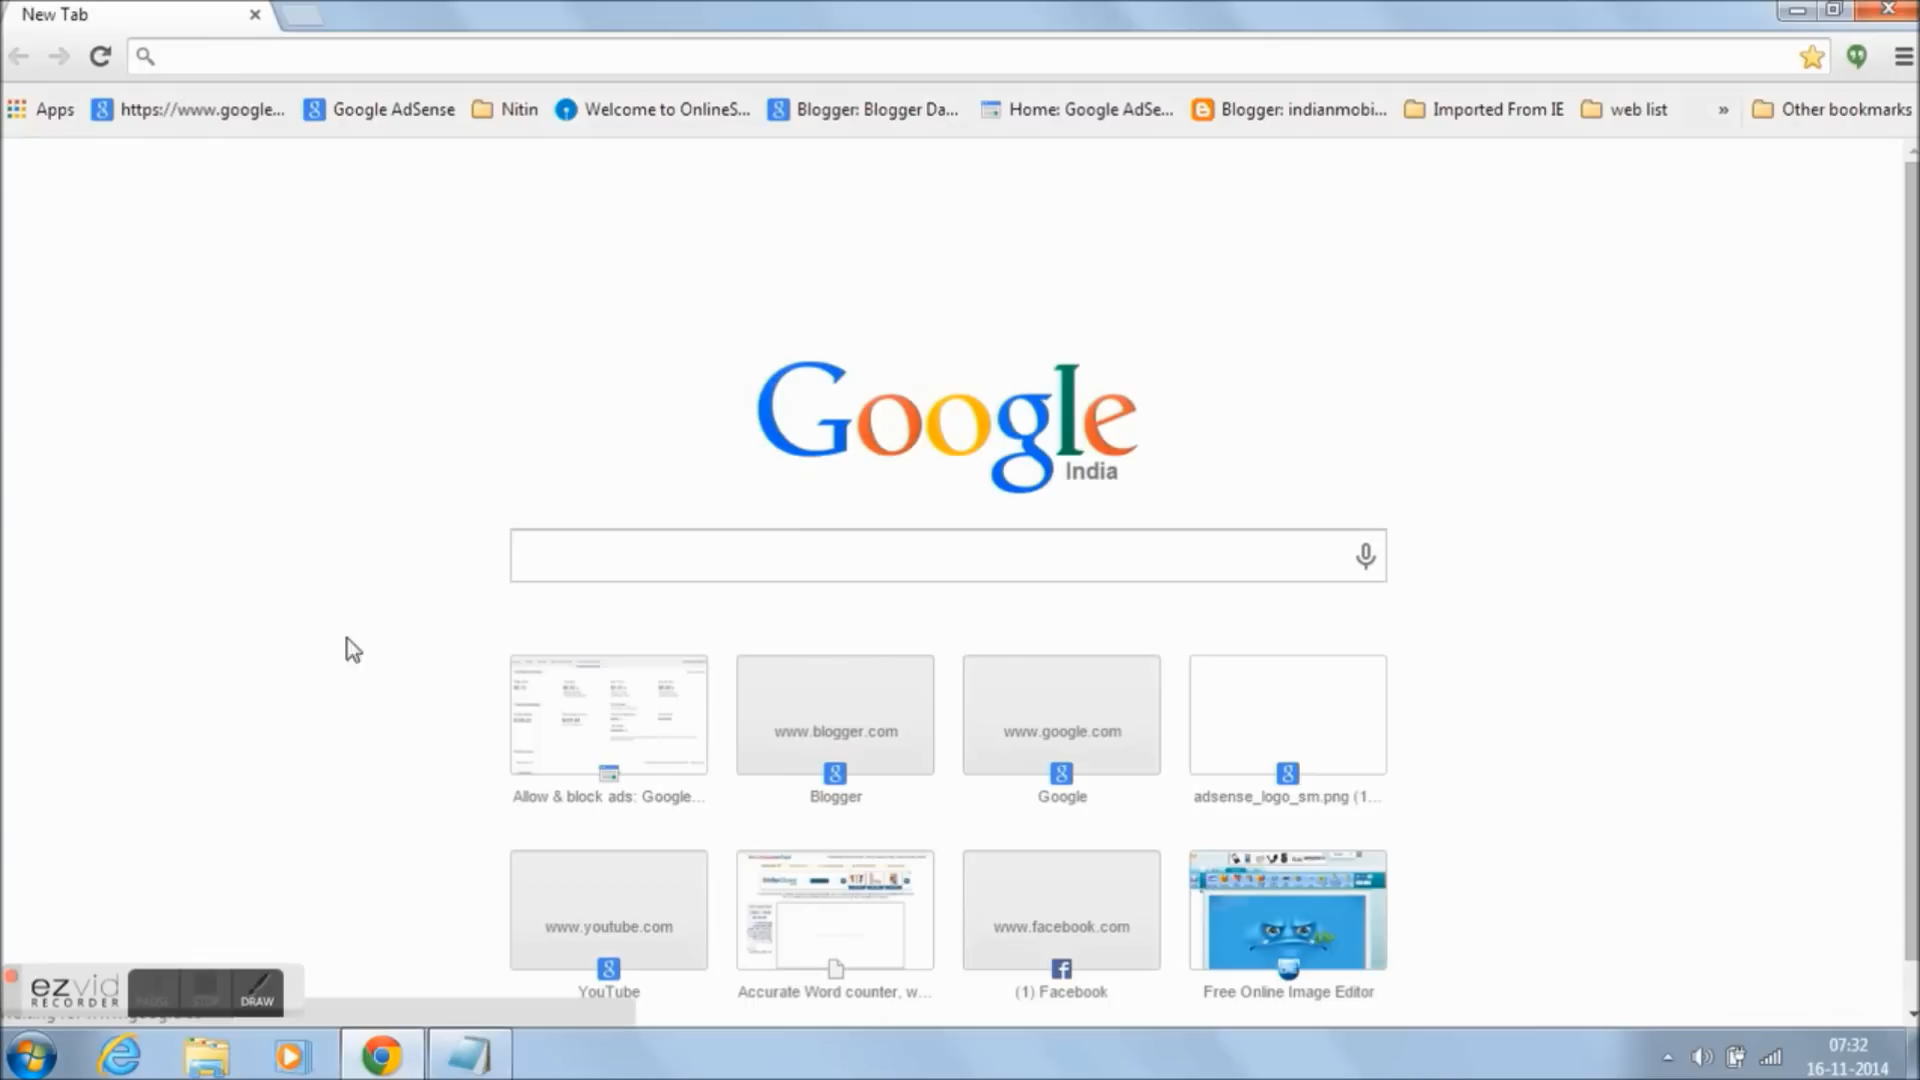 New Tab
Apps https://www.google... Google AdSense Nitin Welcome to OnlineS... Blogger: Blogger Da... Home: Google AdSe... Blogger: indianmobi... Imported From IE web list » Other bookmarks
Google
India
www.blogger.com www.google.com
Allow & block ads: Google... Blogger Google adsense_logo_sm.png (1...
www.youtube.com www.facebook.com
YouTube Accurate Word counter, w... (1) Facebook Free Online Image Editor
ezvid
RECORDER PAUSE STOP DRAW
07:32
16-11-2014